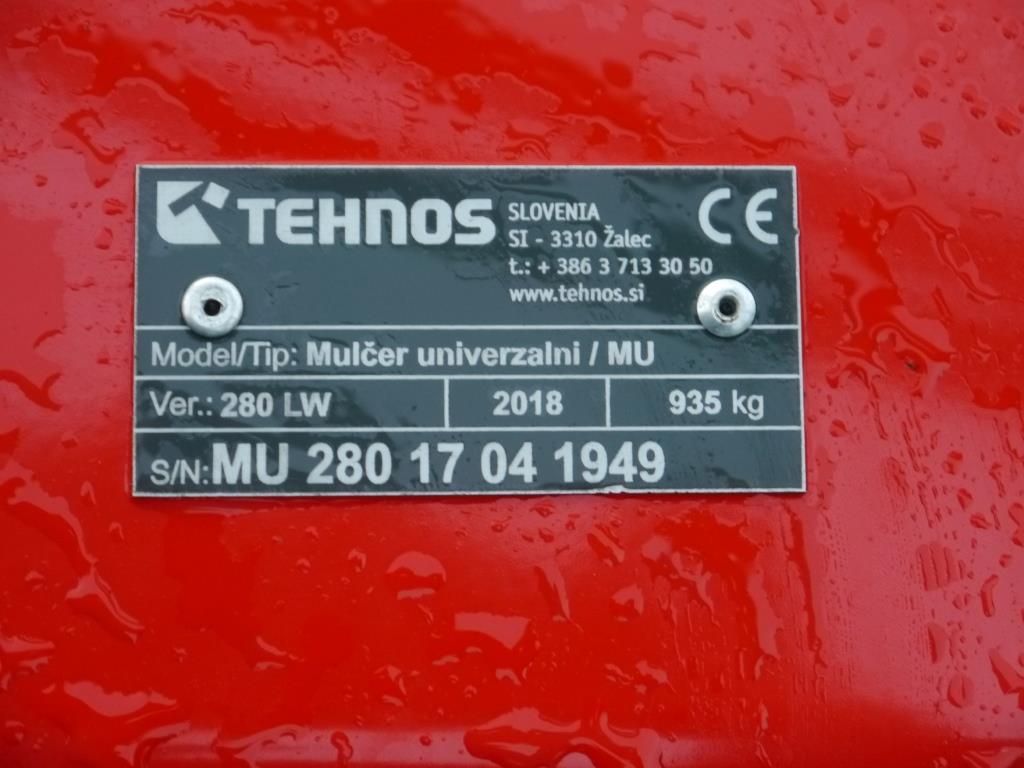 TEHNOS
SLOVENIA
SI - 3310 Žalec
t.: + 386 3 713 30 50
www.tehnos.si
CE
Model/Tip: Mulčer univerzalni / MU
Ver.: 280 LW 2018 935 kg
S/N: MU 280 17 04 1949